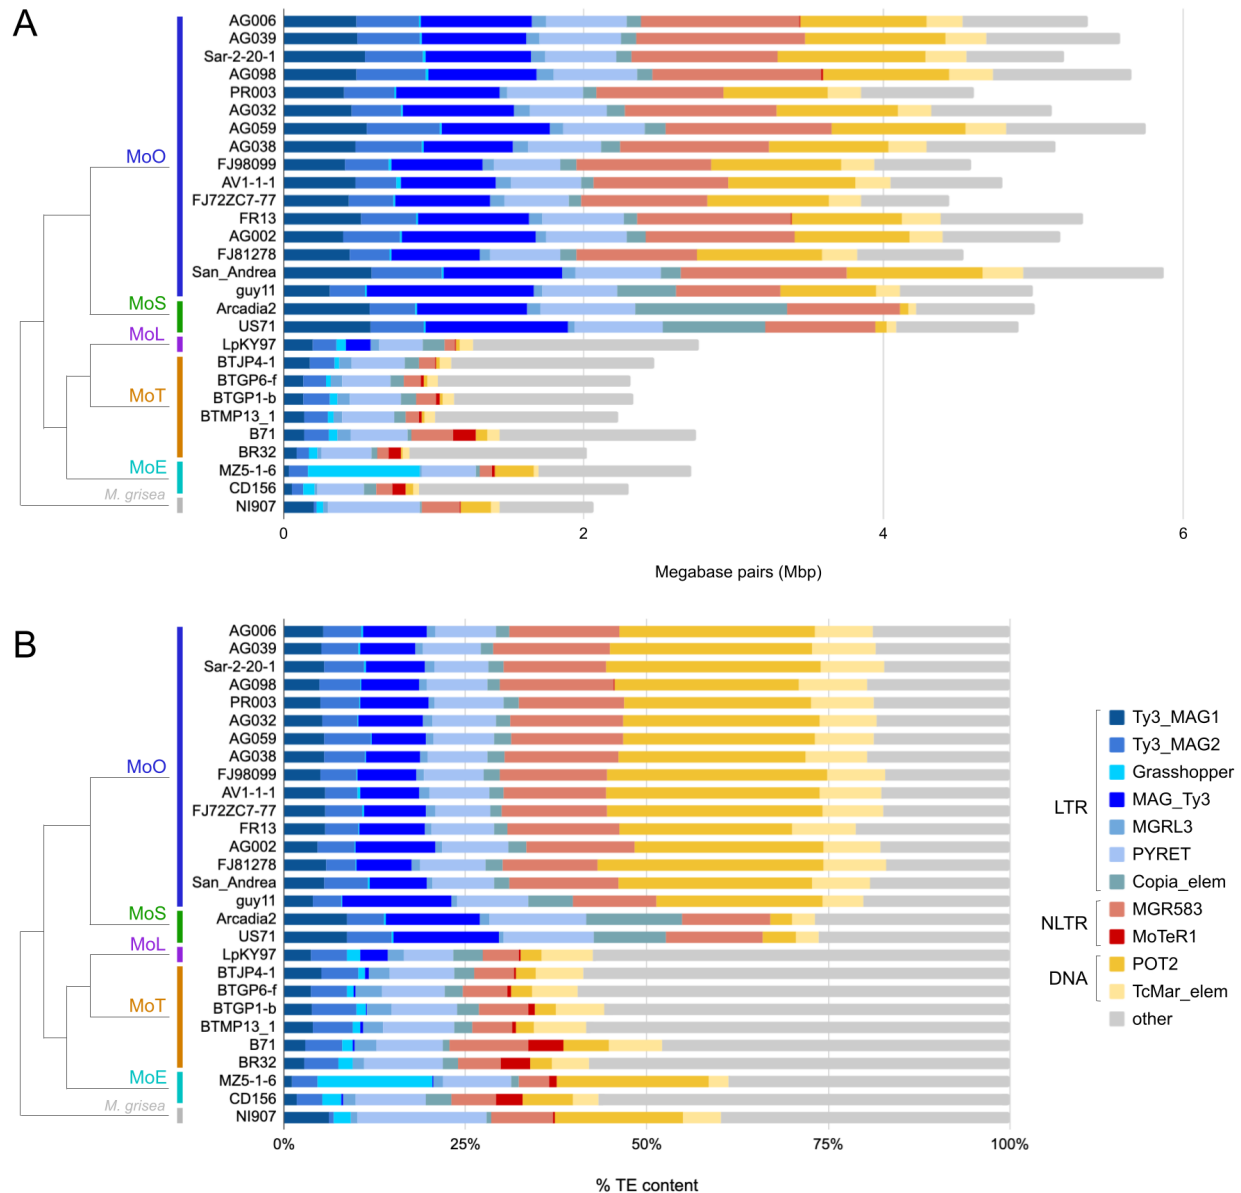 A
AG006
AG039
Sar-2-20-1
AG098
PR003
AG032
AG059
AG038
MoO
FJ98099
AV1-1-1
FJ72ZC7-77
FR13
AG002
FJ81278
San_Andrea
guy11
MoS
Arcadia2
US71
MoL
LpKY97
BTJP4-1
BTGP6-f
MoT
BTGP1-b
BTMP13_1
B71
BR32
MoE
MZ5-1-6
CD156
M. grisea
NI907
0 2 4 6
Megabase pairs (Mbp)
B
AG006
AG039
Sar-2-20-1
AG098
PR003
AG032
AG059
AG038
MoO
FJ98099
AV1-1-1
FJ72ZC7-77
FR13
AG002
FJ81278
San_Andrea
guy11
MoS
Arcadia2
US71
MoL
LpKY97
BTJP4-1
BTGP6-f
MoT
BTGP1-b
BTMP13_1
B71
BR32
MoE
MZ5-1-6
CD156
M. grisea
NI907
0% 25% 50% 75% 100%
% TE content
LTR
Ty3_MAG1
Ty3_MAG2
Grasshopper
MAG_Ty3
MGRL3
PYRET
Copia_elem
NLTR
MGR583
MoTeR1
DNA
POT2
TcMar_elem
other